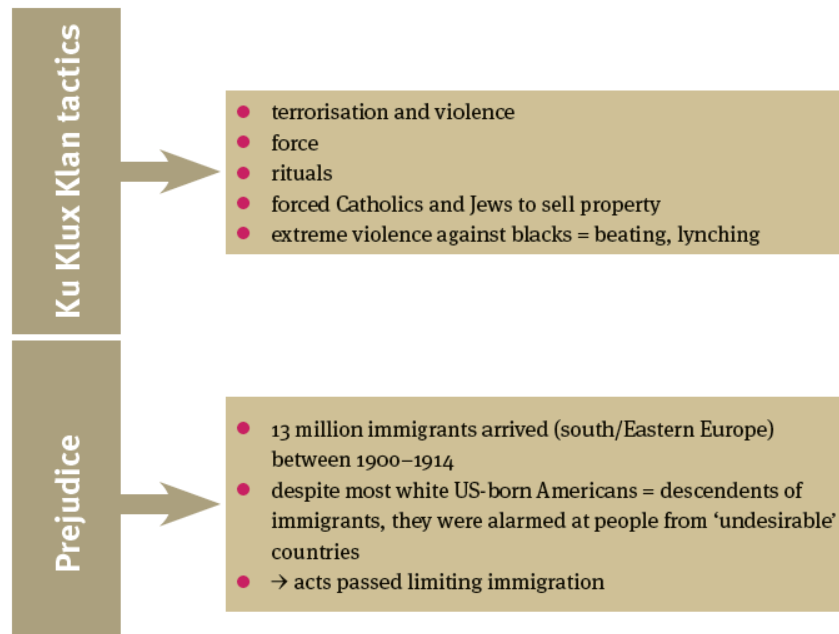 Ku Klux Klan tactics
• terrorisation and violence
• force
• rituals
• forced Catholics and Jews to sell property
• extreme violence against blacks = beating, lynching
Prejudice
• 13 million immigrants arrived (south/Eastern Europe)
between 1900–1914
• despite most white US-born Americans = descendents of
immigrants, they were alarmed at people from ‘undesirable’
countries
• → acts passed limiting immigration